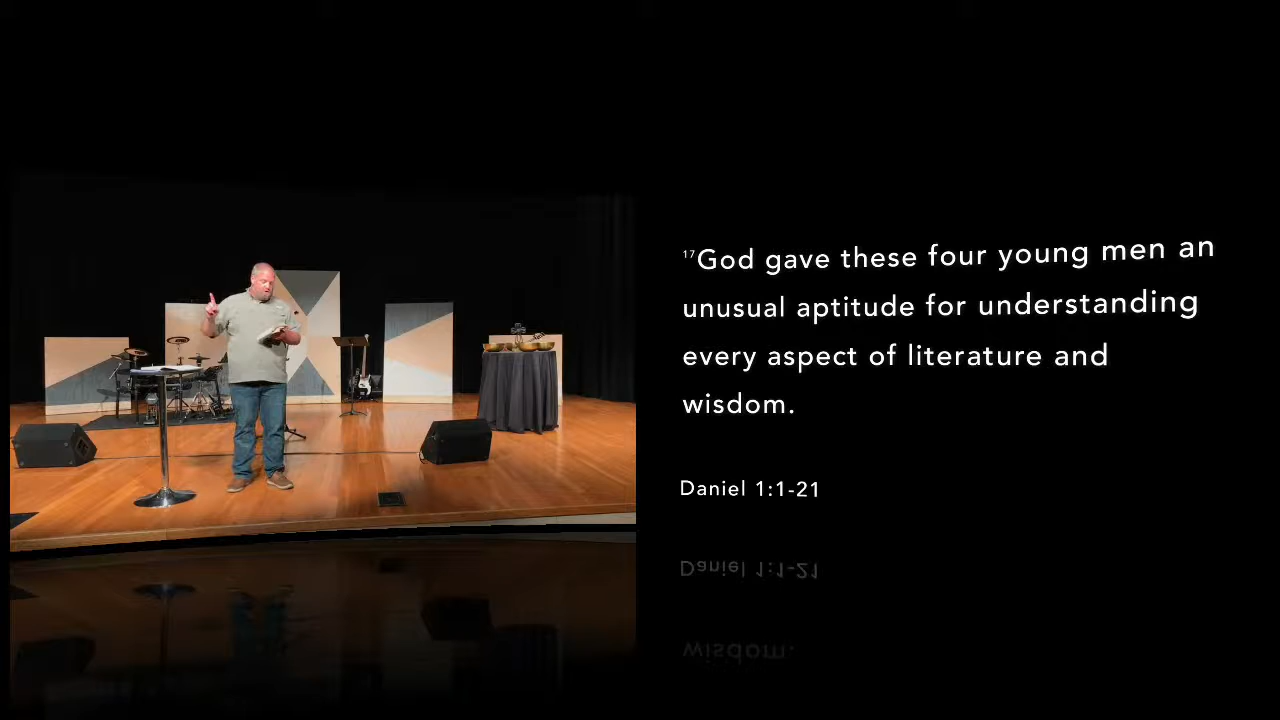 17God gave these four young men an
unusual aptitude for understanding
every aspect of literature and
wisdom.
Daniel 1:1-21